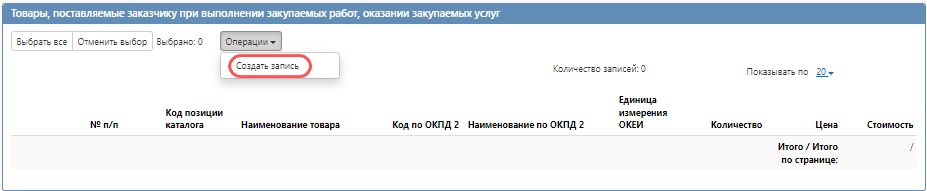 Товары, поставляемые заказчику при выполнении закупаемых работ, оказании закупаемых услуг
Выбрать все Отменить выбор Выбрано: 0 Операции
Создать запись
Количество записей: 0 Показывать по 20
№ п/п Код позиции каталога Наименование товара Код по ОКПД 2 Наименование по ОКПД 2 Единица измерения ОКЕИ Количество Цена Стоимость
Итого / Итого по странице: /